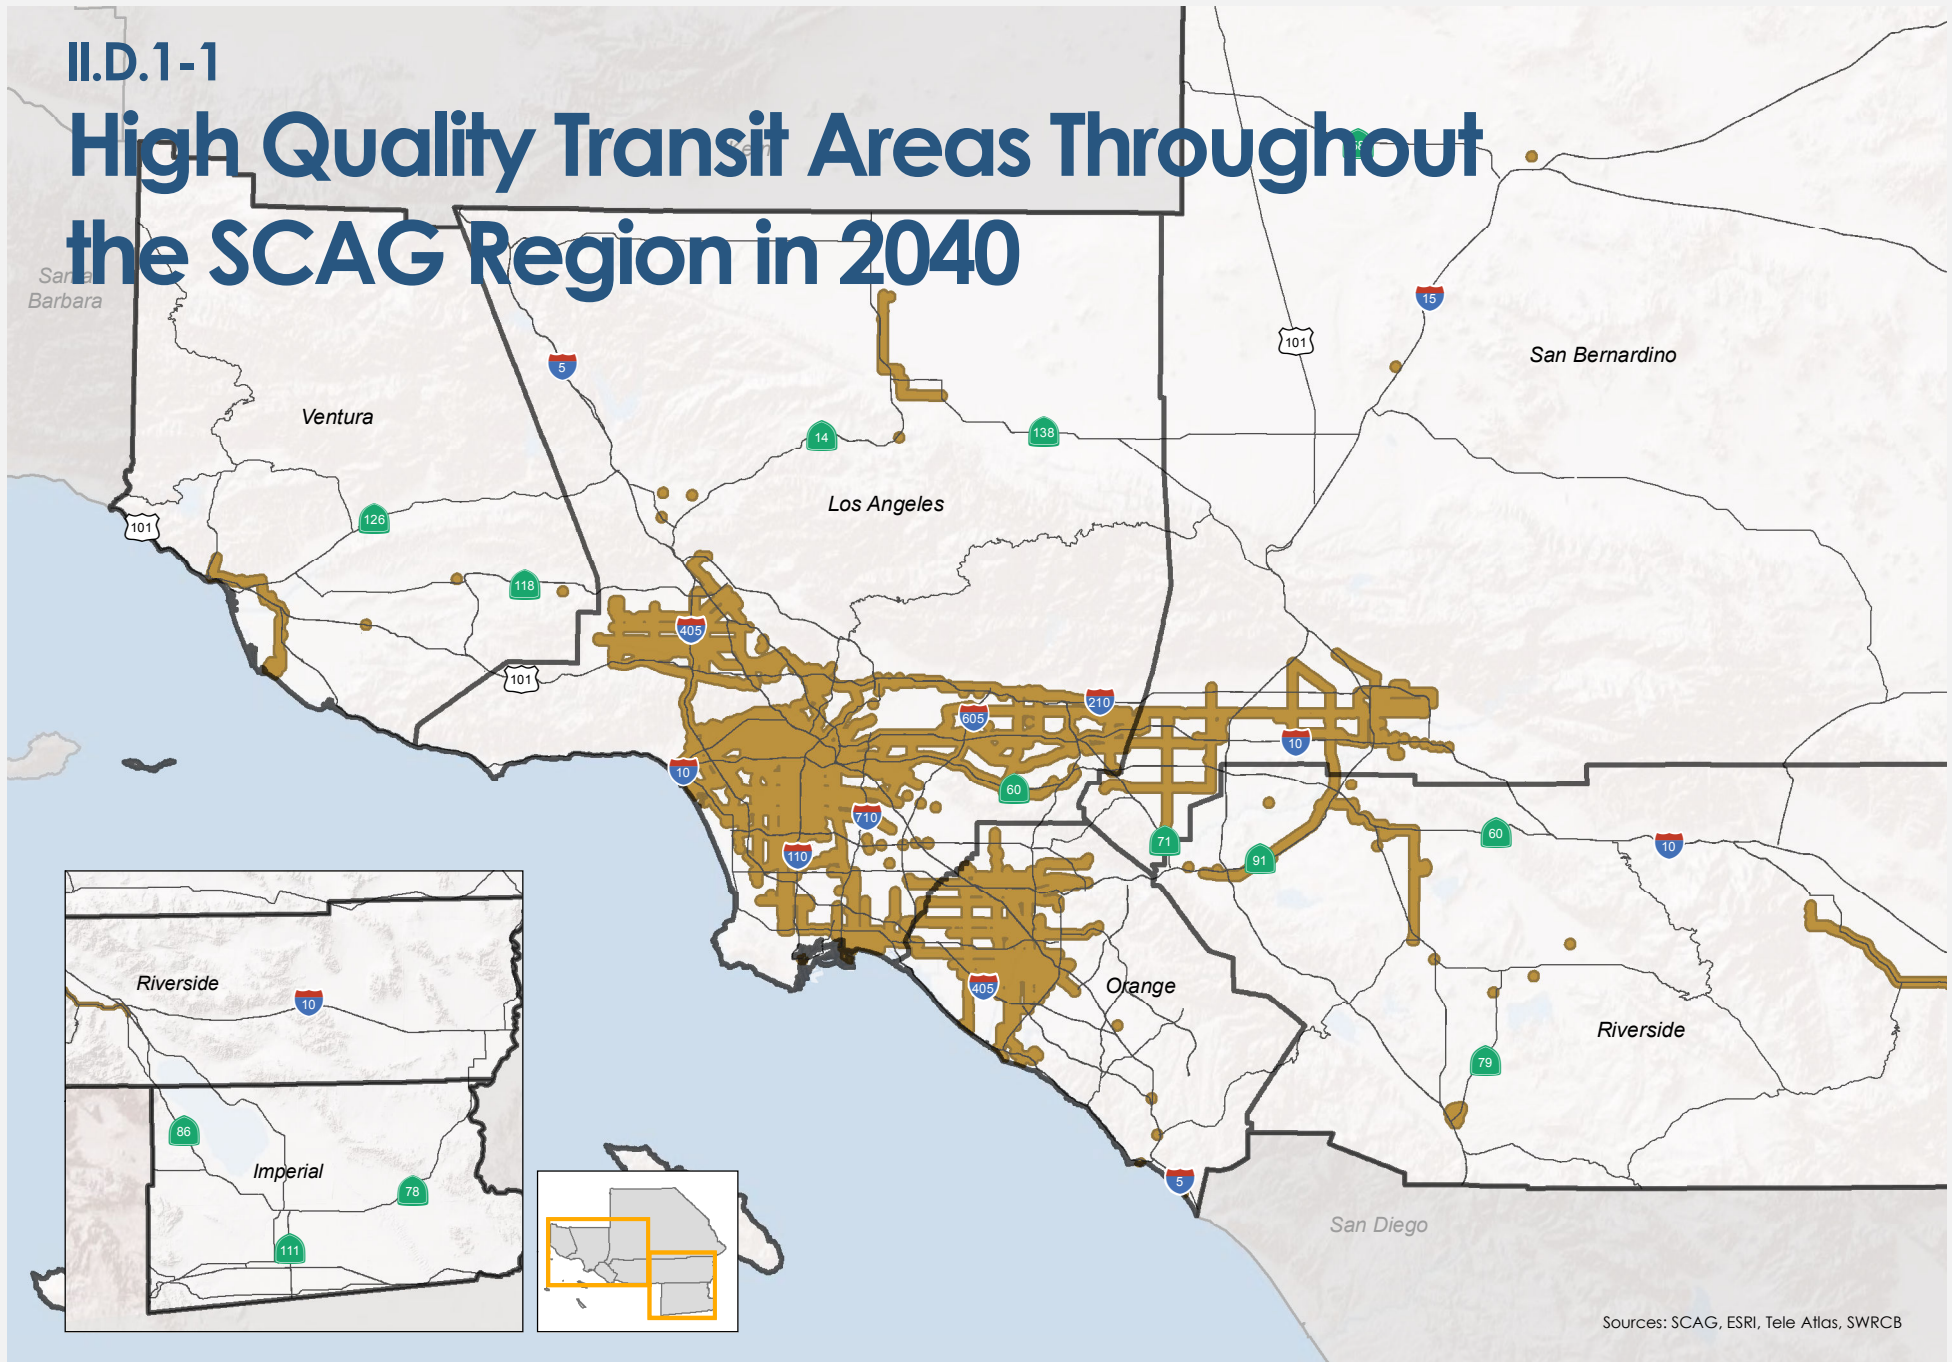 II.D.1-1
High Quality Transit Areas Throughout
the SCAG Region in 2040
Kern
Santa
Barbara
15
101
San Bernardino
5
Ventura
14
138
Los Angeles
101
126
118
405
101
210
605
10
10
60
710
71
60
10
110
91
Riverside
10
405
Orange
Riverside
79
86
Imperial
78
5
111
San Diego
Sources: SCAG, ESRI, Tele Atlas, SWRCB